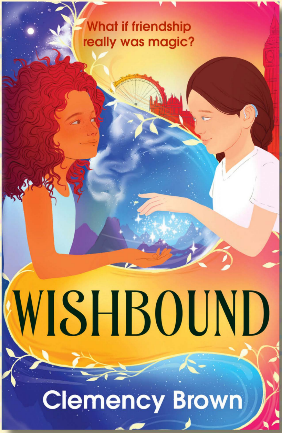 What if friendship
really was magic?
WISHBOUND
Clemency Brown